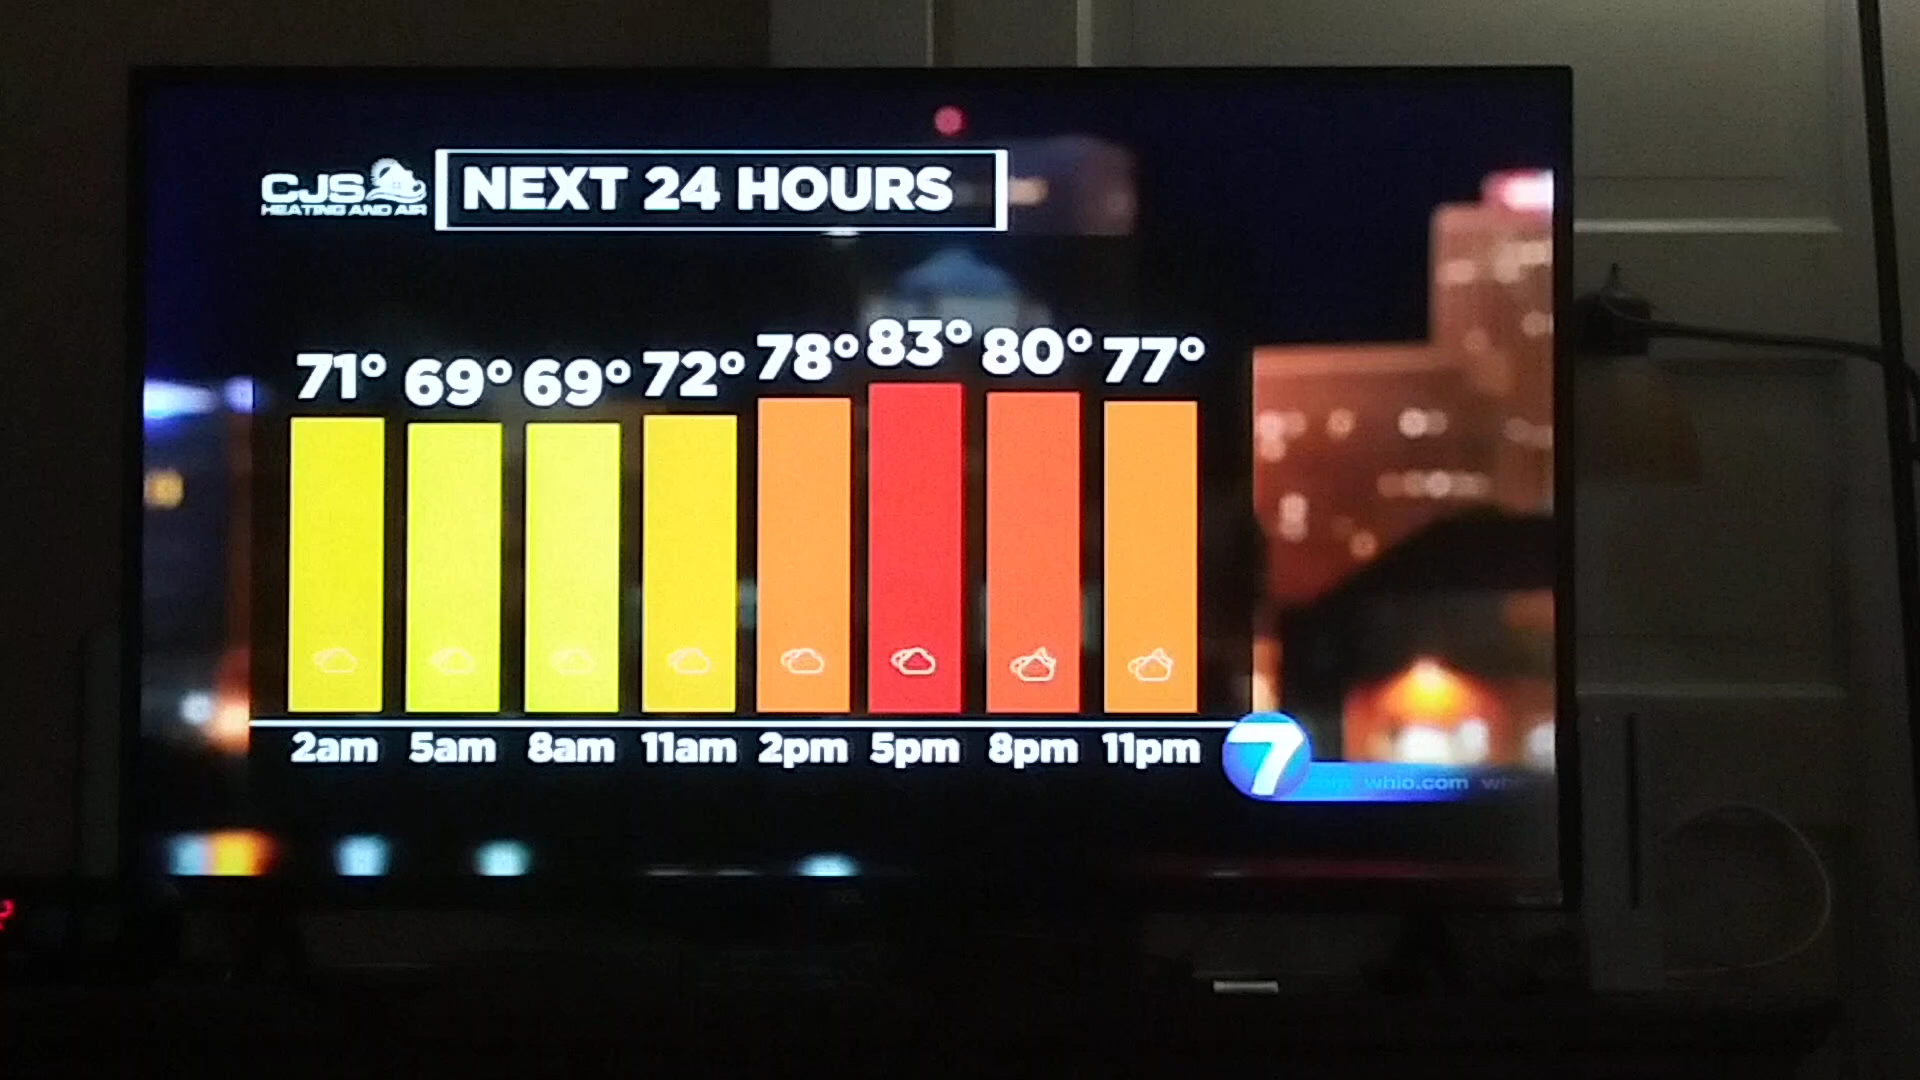 CJS
HEATING AND AIR
NEXT 24 HOURS
71° 69° 69° 72° 78° 83° 80° 77°
2am 5am 8am 11am 2pm 5pm 8pm 11pm
7
whio.com